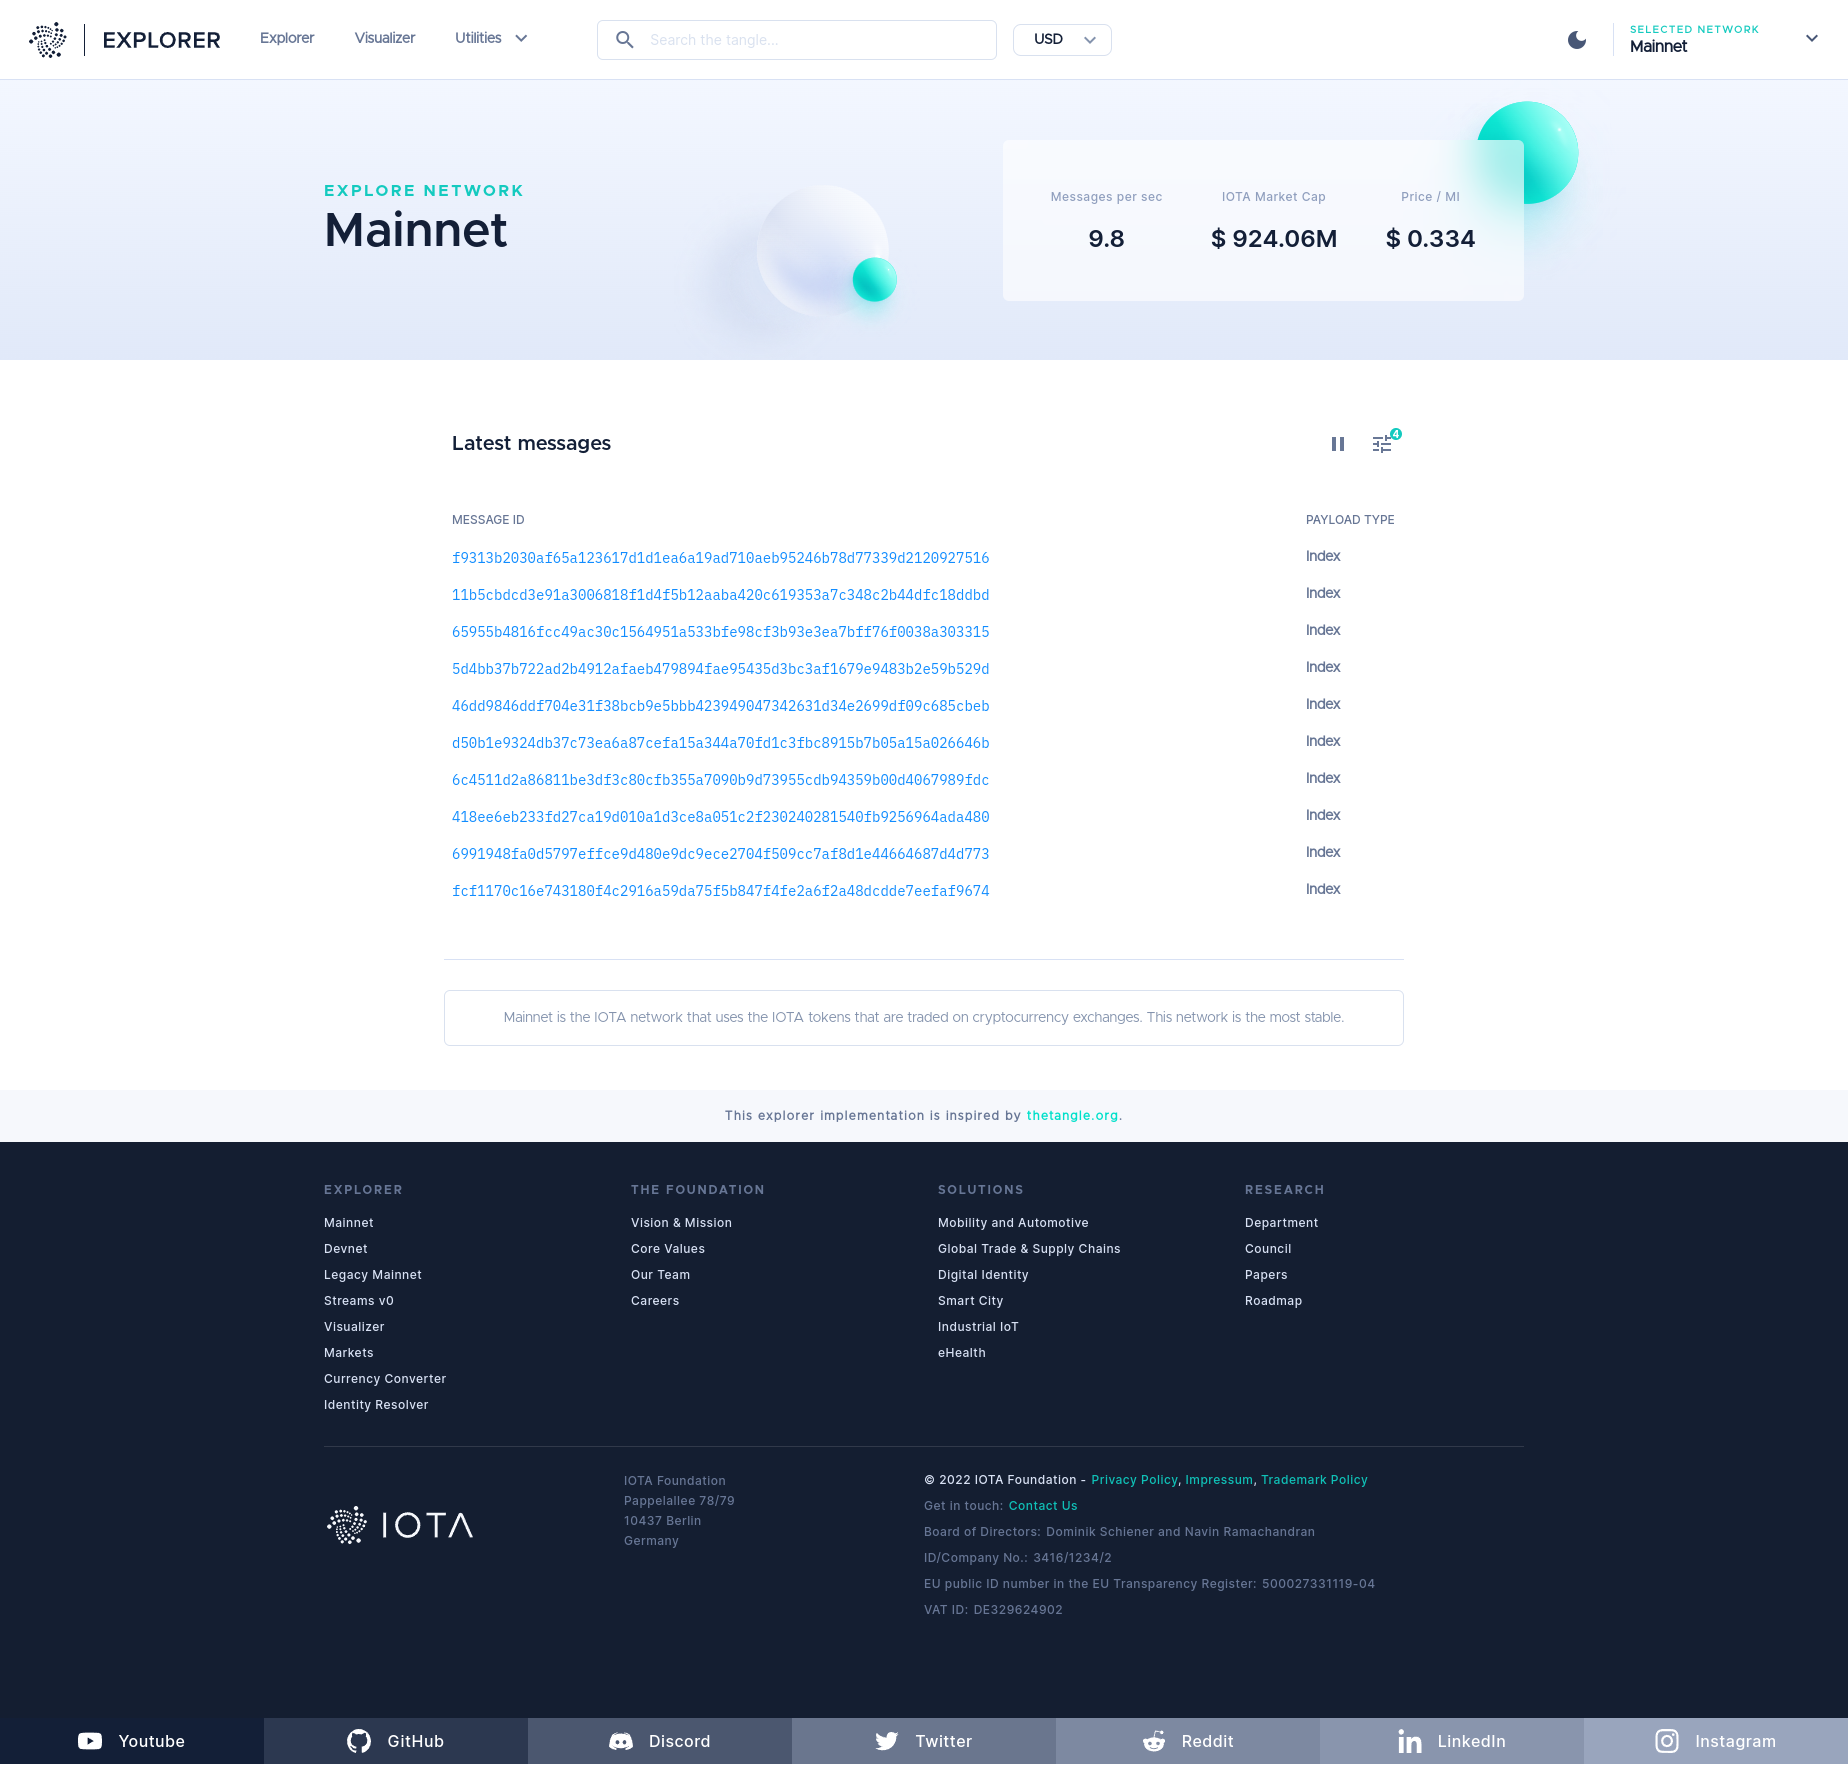 EXPLORER
Explorer Visualizer Utilities
Search the tangle...
USD
SELECTED NETWORK
Mainnet
EXPLORE NETWORK
Mainnet
Messages per sec IOTA Market Cap Price / MI
9.8 $ 924.06M $ 0.334
Latest messages
4
MESSAGE ID PAYLOAD TYPE
f9313b2030af65a123617d1d1ea6a19ad710aeb95246b78d77339d2120927516 Index
11b5cbdcd3e91a3006818f1d4f5b12aaba420c619353a7c348c2b44dfc18ddbd Index
65955b4816fcc49ac30c1564951a533bfe98cf3b93e3ea7bff76f0038a303315 Index
5d4bb37b722ad2b4912afaeb479894fae95435d3bc3af1679e9483b2e59b529d Index
46dd9846ddf704e31f38bcb9e5bbb423949047342631d34e2699df09c685cbeb Index
d50b1e9324db37c73ea6a87cefa15a344a70fd1c3fbc8915b7b05a15a026646b Index
6c4511d2a86811be3df3c80cfb355a7090b9d73955cdb94359b00d4067989fdc Index
418ee6eb233fd27ca19d010a1d3ce8a051c2f230240281540fb9256964ada480 Index
6991948fa0d5797effce9d480e9dc9ece2704f509cc7af8d1e44664687d4d773 Index
fcf1170c16e743180f4c2916a59da75f5b847f4fe2a6f2a48dcdde7eefaf9674 Index
Mainnet is the IOTA network that uses the IOTA tokens that are traded on cryptocurrency exchanges. This network is the most stable.
This explorer implementation is inspired by thetangle.org.
EXPLORER
Mainnet
Devnet
Legacy Mainnet
Streams v0
Visualizer
Markets
Currency Converter
Identity Resolver
THE FOUNDATION
Vision & Mission
Core Values
Our Team
Careers
SOLUTIONS
Mobility and Automotive
Global Trade & Supply Chains
Digital Identity
Smart City
Industrial IoT
eHealth
RESEARCH
Department
Council
Papers
Roadmap
IOTA
IOTA Foundation
Pappelallee 78/79
10437 Berlin
Germany
© 2022 IOTA Foundation - Privacy Policy, Impressum, Trademark Policy
Get in touch: Contact Us
Board of Directors: Dominik Schiener and Navin Ramachandran
ID/Company No.: 3416/1234/2
EU public ID number in the EU Transparency Register: 500027331119-04
VAT ID: DE329624902
Youtube GitHub Discord Twitter Reddit LinkedIn Instagram